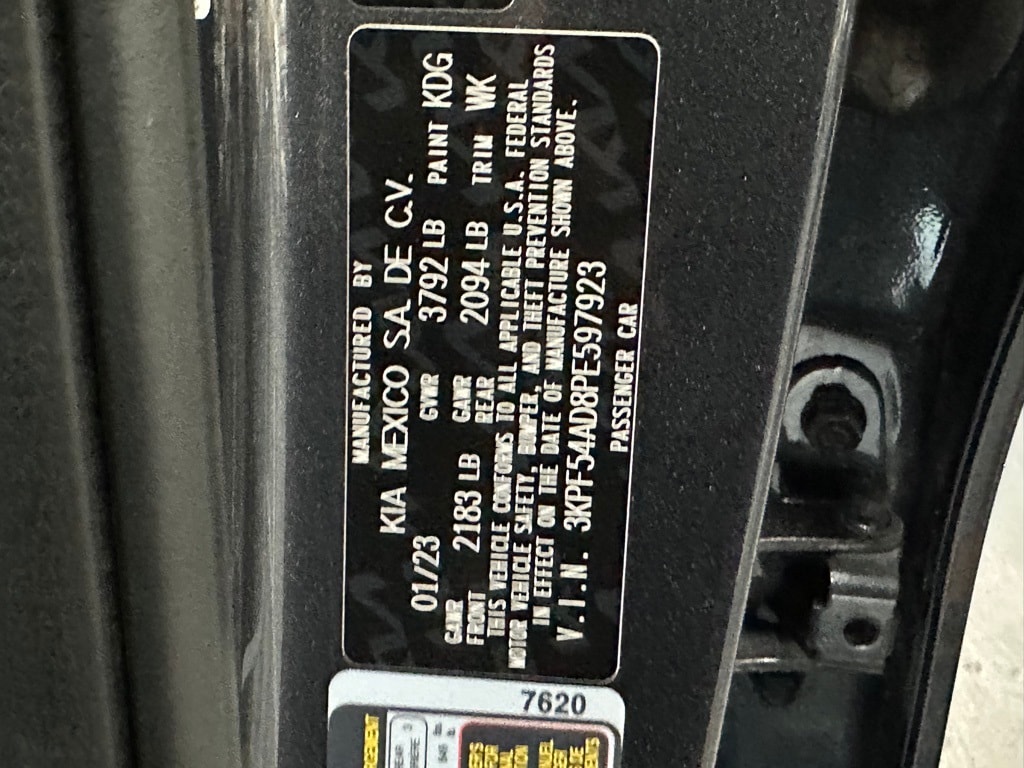 MANUFACTURED BY
KIA MEXICO S.A. DE C.V.
01/23 GVWR 3792 LB PAINT KDG
GAWR FRONT 2183 LB GAWR REAR 2094 LB TRIM WK
THIS VEHICLE CONFORMS TO ALL APPLICABLE U.S.A. FEDERAL
MOTOR VEHICLE SAFETY, BUMPER, AND THEFT PREVENTION STANDARDS
IN EFFECT ON THE DATE OF MANUFACTURE SHOWN ABOVE.
V.I.N. 3KPF54AD8PE597923
PASSENGER CAR
7620